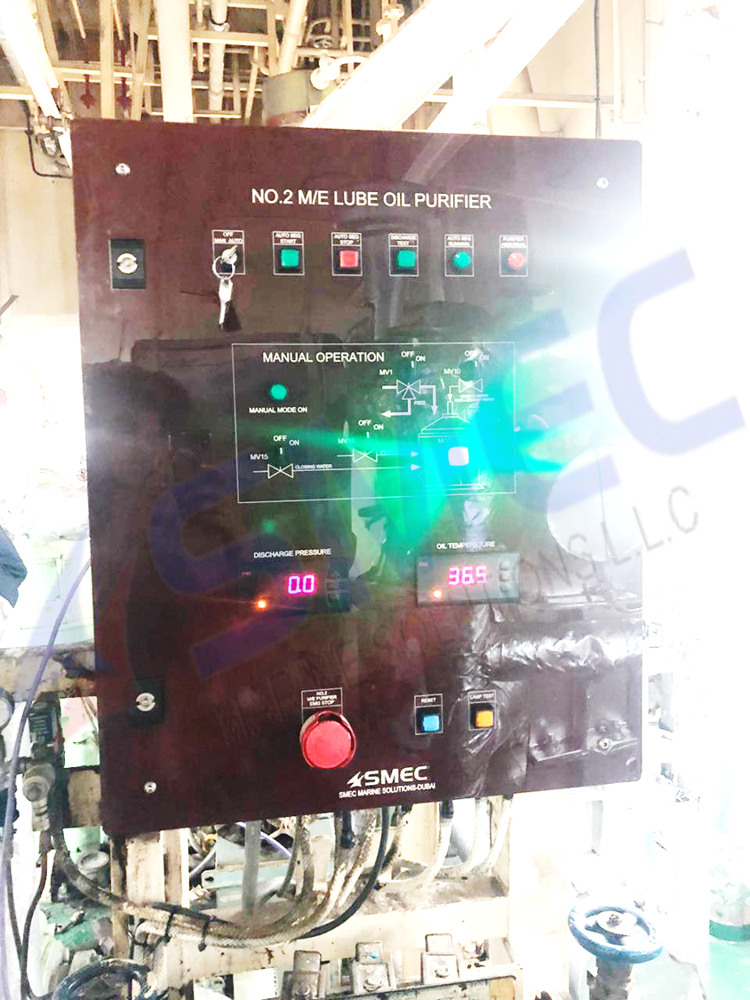 NO.2 M/E LUBE OIL PURIFIER
OFF
MAN AUTO
AUTO SEQ
START
AUTO SEQ
STOP
DISCHARGE
TEST
AUTO SEQ
RUNNING
PURIFIER
MANUAL OPERATION
MANUAL MODE ON
OFF
ON
MV1
FEED
OFF
ON
MV10
OFF
ON
OFF
ON
MV15
CLOSING WATER
DISCHARGE PRESSURE
0.0
OIL TEMPERATURE
36.5
NO.2
M/E PURIFIER
EMG STOP
RESET
LAMP TEST
SMEC
SMEC MARINE SOLUTIONS-DUBAI
SMEC
MARINE SOLUTIONS L.L.C